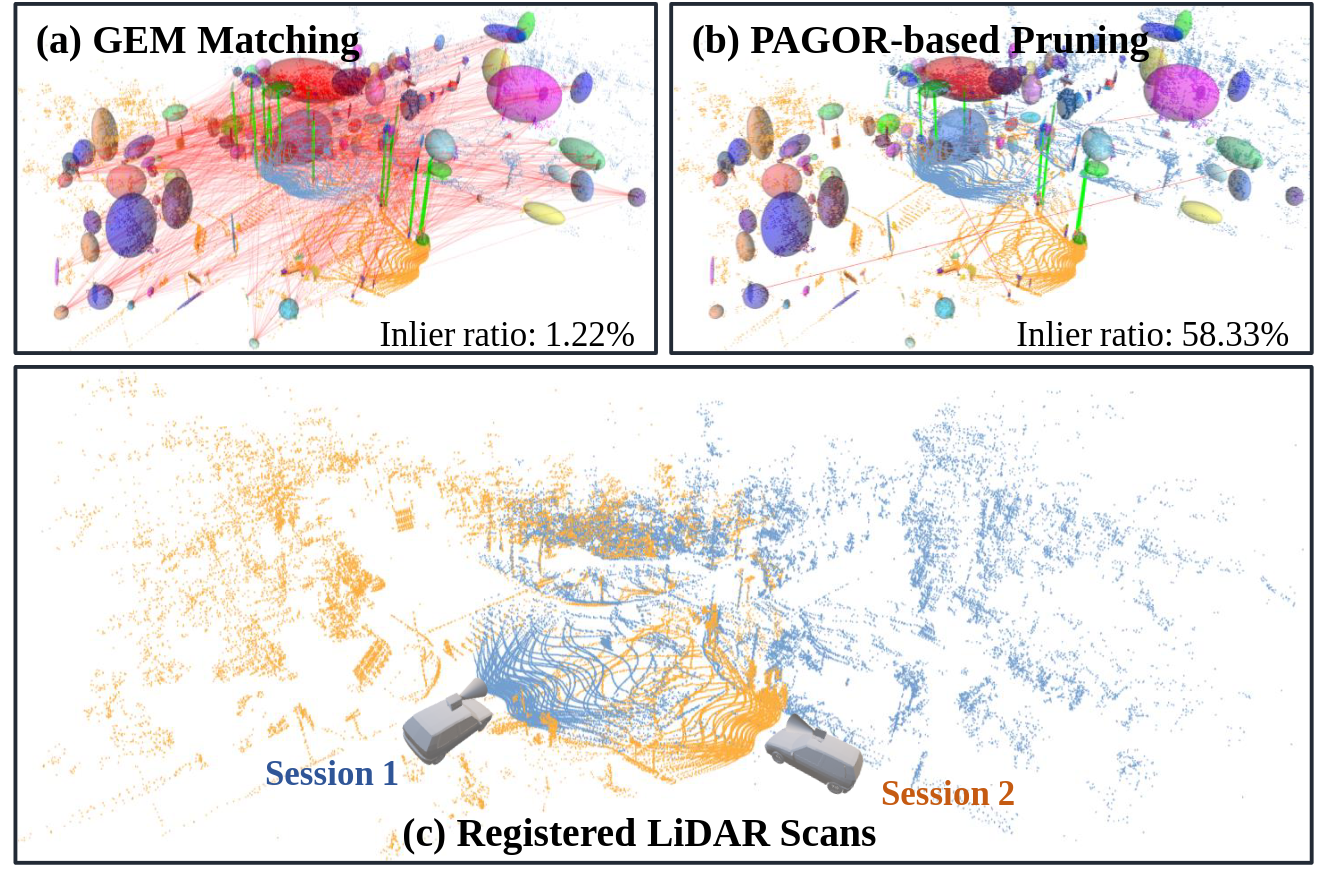 (a) GEM Matching
Inlier ratio: 1.22%
(b) PAGOR-based Pruning
Inlier ratio: 58.33%
Session 1
Session 2
(c) Registered LiDAR Scans